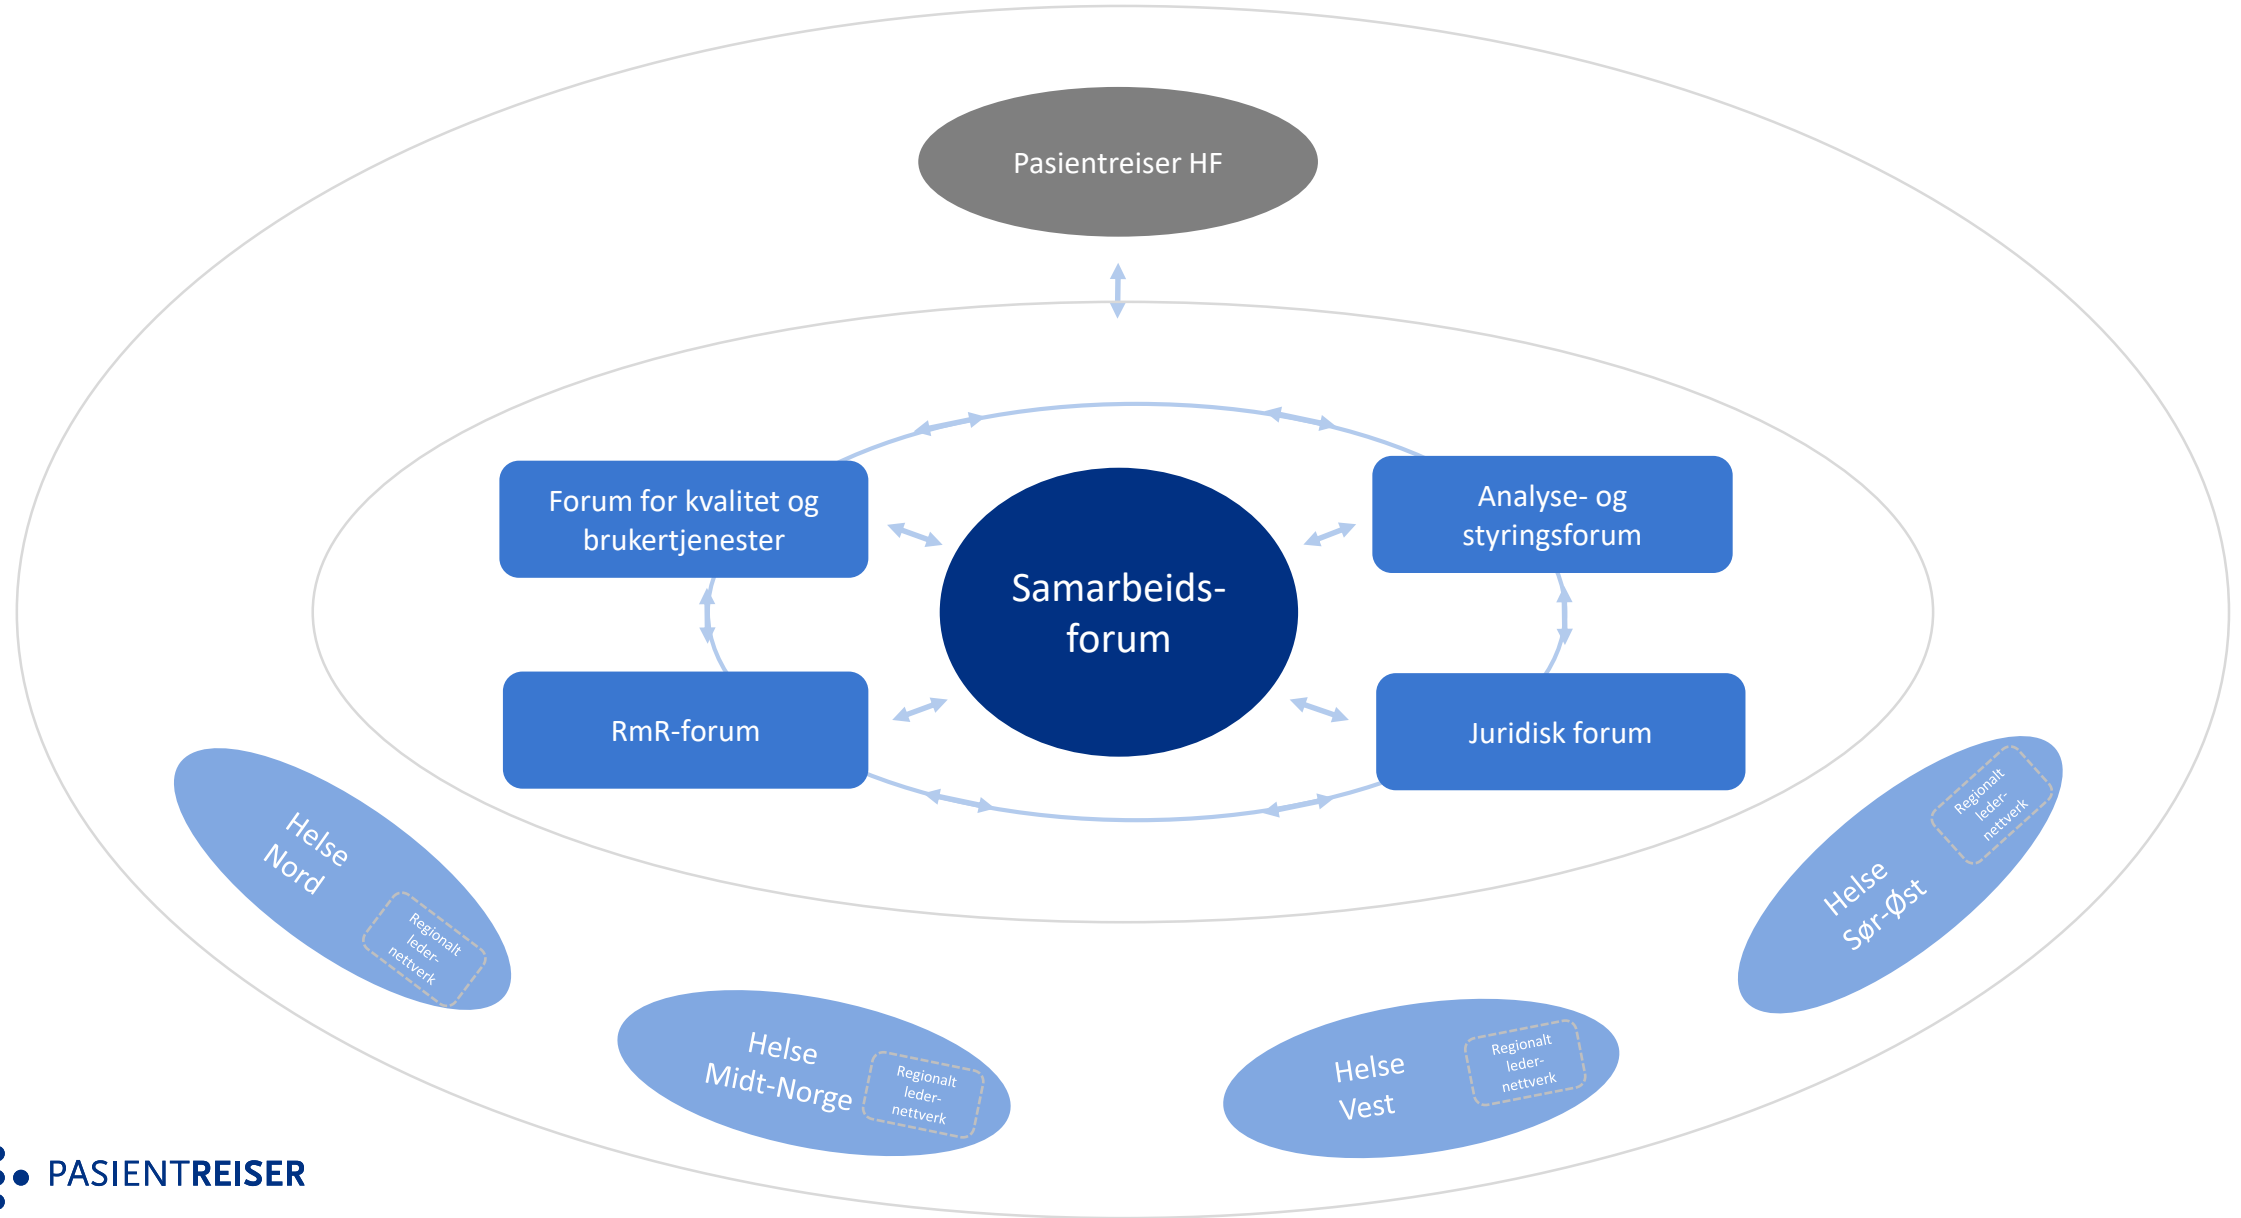 Pasientreiser HF
Forum for kvalitet og
brukertjenester
Analyse- og
styringsforum
Samarbeids-
forum
RmR-forum
Juridisk forum
Helse
Nord
Regionalt
leder-
nettverk
Helse
Midt-Norge
Regionalt
leder-
nettverk
Helse
Vest
Regionalt
leder-
nettverk
Helse
Sør-Øst
Regionalt
leder-
nettverk
PASIENTREISER